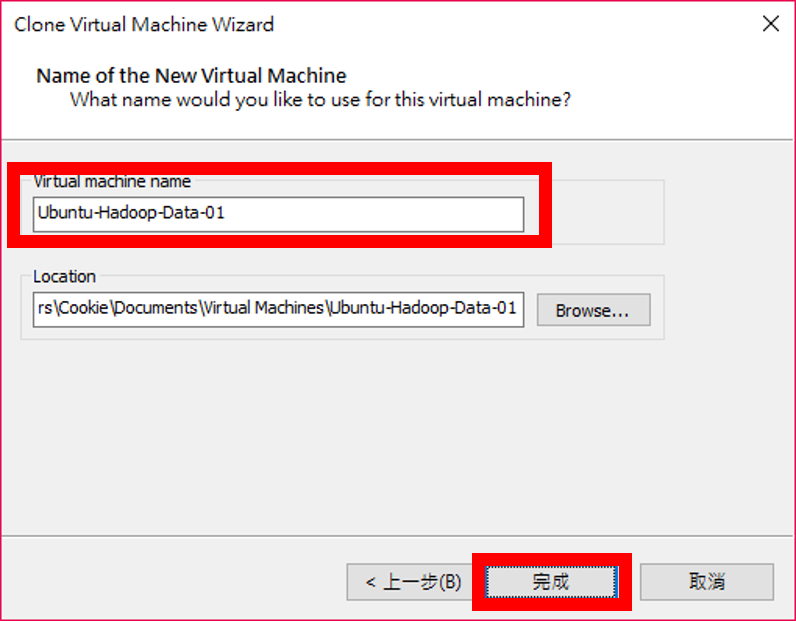 Clone Virtual Machine Wizard
Name of the New Virtual Machine
What name would you like to use for this virtual machine?
Virtual machine name
Ubuntu-Hadoop-Data-01
Location
rs\Cookie\Documents\Virtual Machines\Ubuntu-Hadoop-Data-01
Browse...
< 上一步(B)
完成
取消